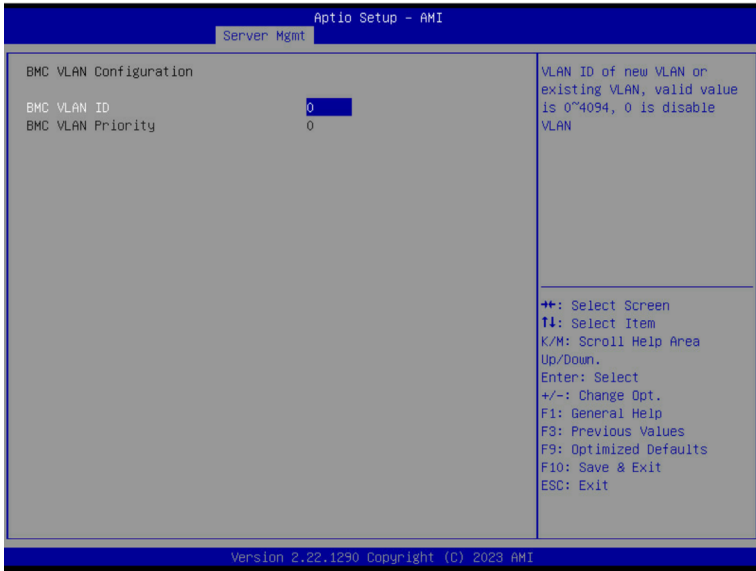 Aptio Setup – AMI
Server Mgmt
BMC VLAN Configuration
BMC VLAN ID 0
BMC VLAN Priority 0
VLAN ID of new VLAN or
existing VLAN, valid value
is 0~4094, 0 is disable
VLAN
→←: Select Screen
↑↓: Select Item
K/M: Scroll Help Area
Up/Down.
Enter: Select
+/-: Change Opt.
F1: General Help
F3: Previous Values
F9: Optimized Defaults
F10: Save & Exit
ESC: Exit
Version 2.22.1290 Copyright (C) 2023 AMI